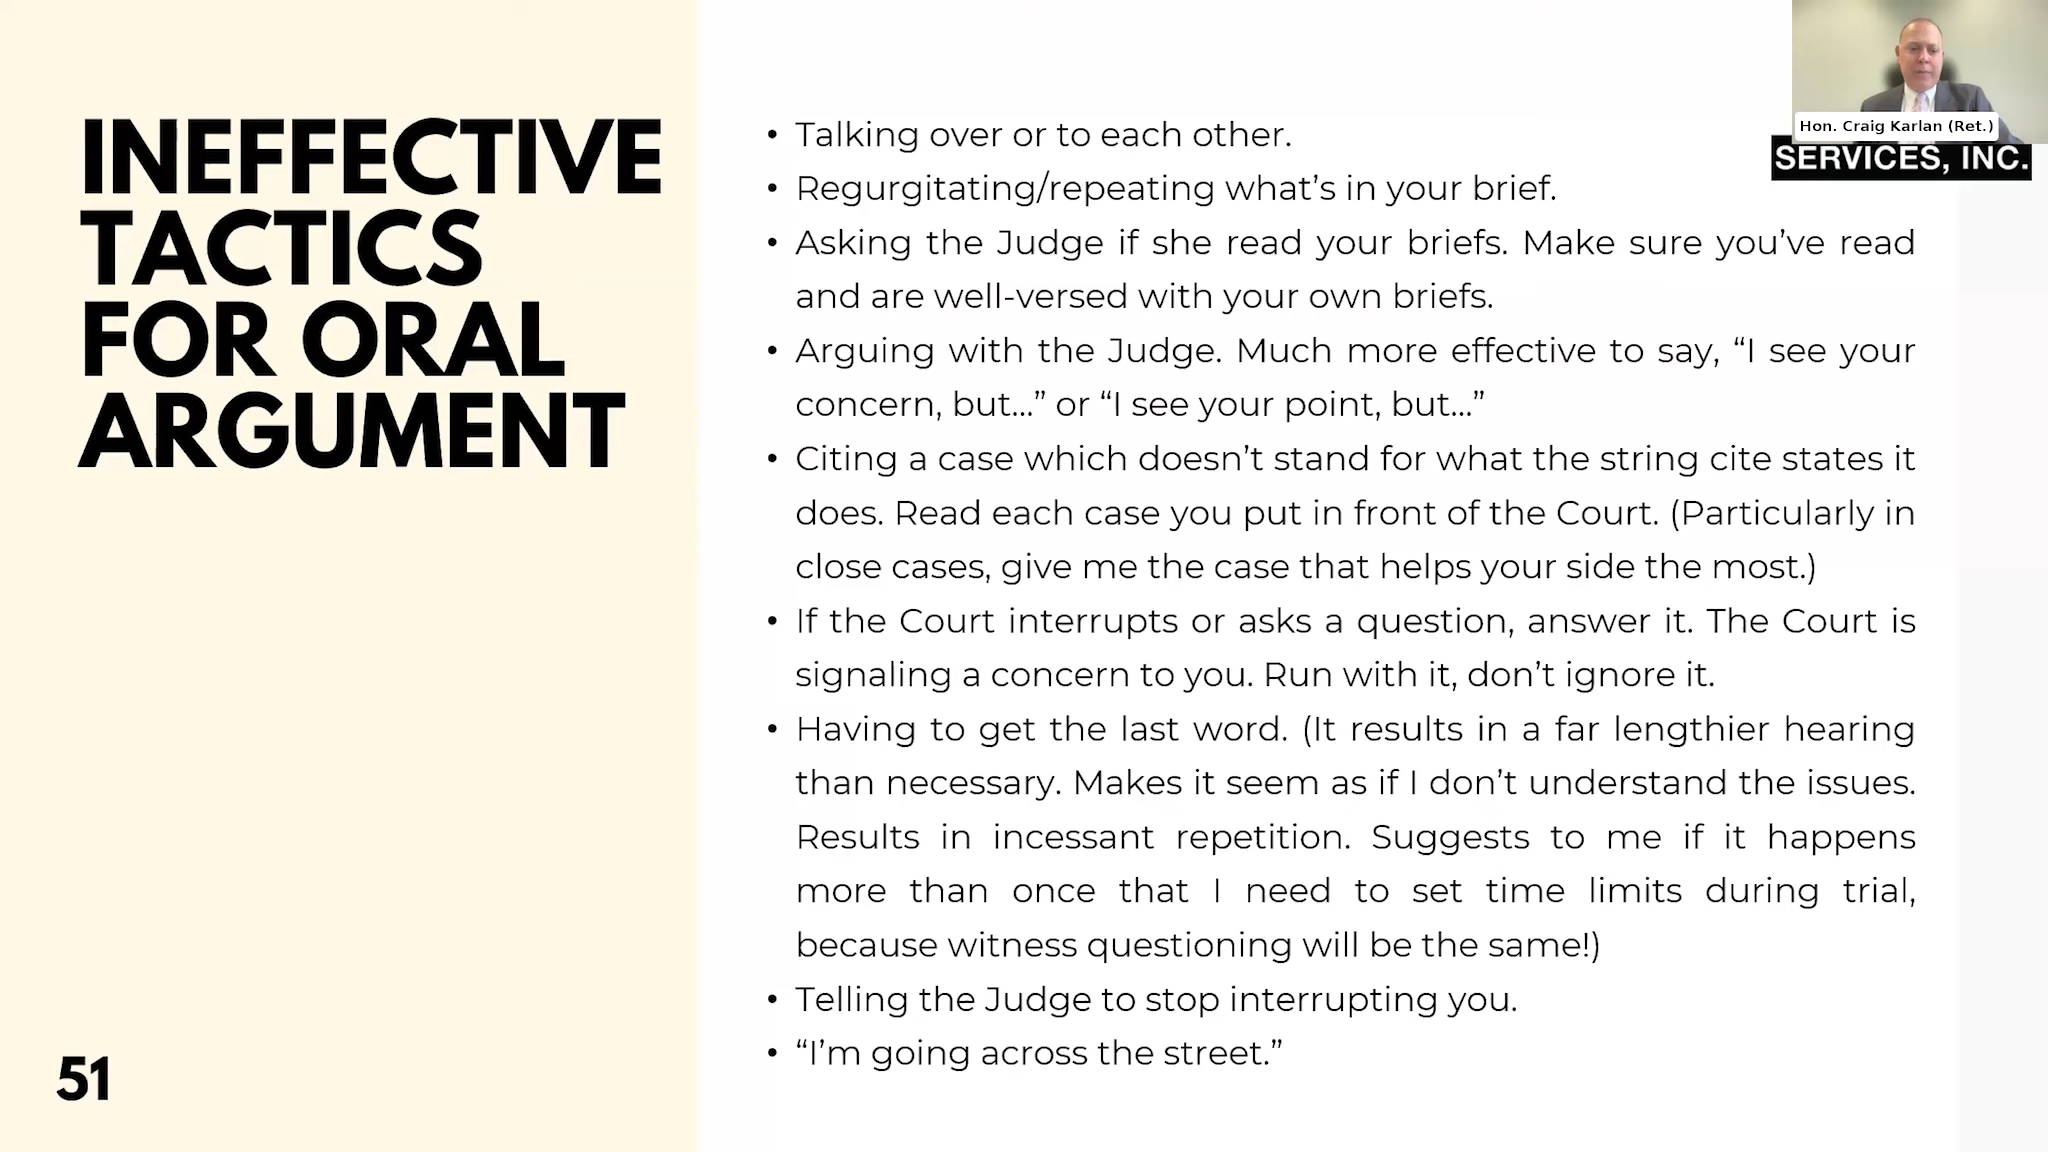 INEFFECTIVE
TACTICS
FOR ORAL
ARGUMENT
51
• Talking over or to each other.
• Regurgitating/repeating what’s in your brief.
• Asking the Judge if she read your briefs. Make sure you’ve read
and are well-versed with your own briefs.
• Arguing with the Judge. Much more effective to say, “I see your
concern, but...” or “I see your point, but...”
• Citing a case which doesn’t stand for what the string cite states it
does. Read each case you put in front of the Court. (Particularly in
close cases, give me the case that helps your side the most.)
• If the Court interrupts or asks a question, answer it. The Court is
signaling a concern to you. Run with it, don’t ignore it.
• Having to get the last word. (It results in a far lengthier hearing
than necessary. Makes it seem as if I don’t understand the issues.
Results in incessant repetition. Suggests to me if it happens
more than once that I need to set time limits during trial,
because witness questioning will be the same!)
• Telling the Judge to stop interrupting you.
• “I’m going across the street.”
Hon. Craig Karlan (Ret.)
SERVICES, INC.